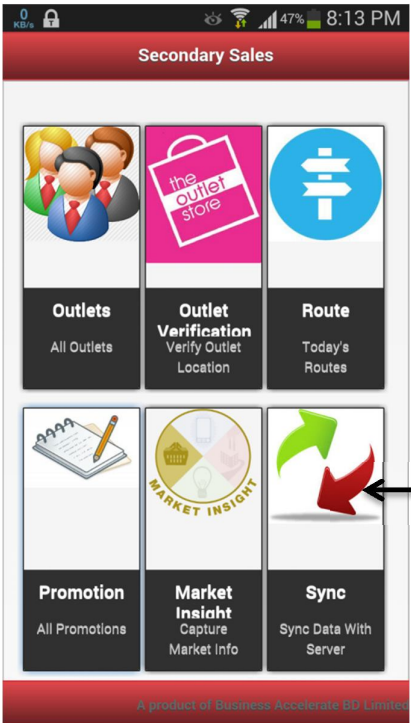 0
KB/s
47%
8:13 PM
Secondary Sales
the
outlet
store
Outlets
All Outlets
Outlet
Verification
Verify Outlet
Location
Route
Today's
Routes
MARKET INSIGHT
Promotion
All Promotions
Market
Insight
Capture
Market Info
Sync
Sync Data With
Server
A product of Business Accelerate BD Limited